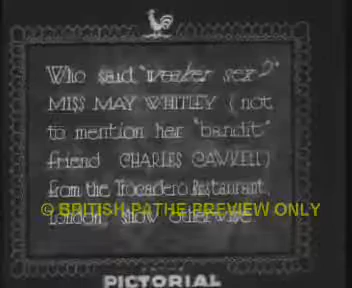 Who said "weaker sex?"
MISS MAY WHITLEY (not
to mention her "bandit"
friend CHARLES CAWKELL)
from the Trocadero Restaurant,
© BRITISH PATHE PREVIEW ONLY
London show otherwise.
PICTORIAL